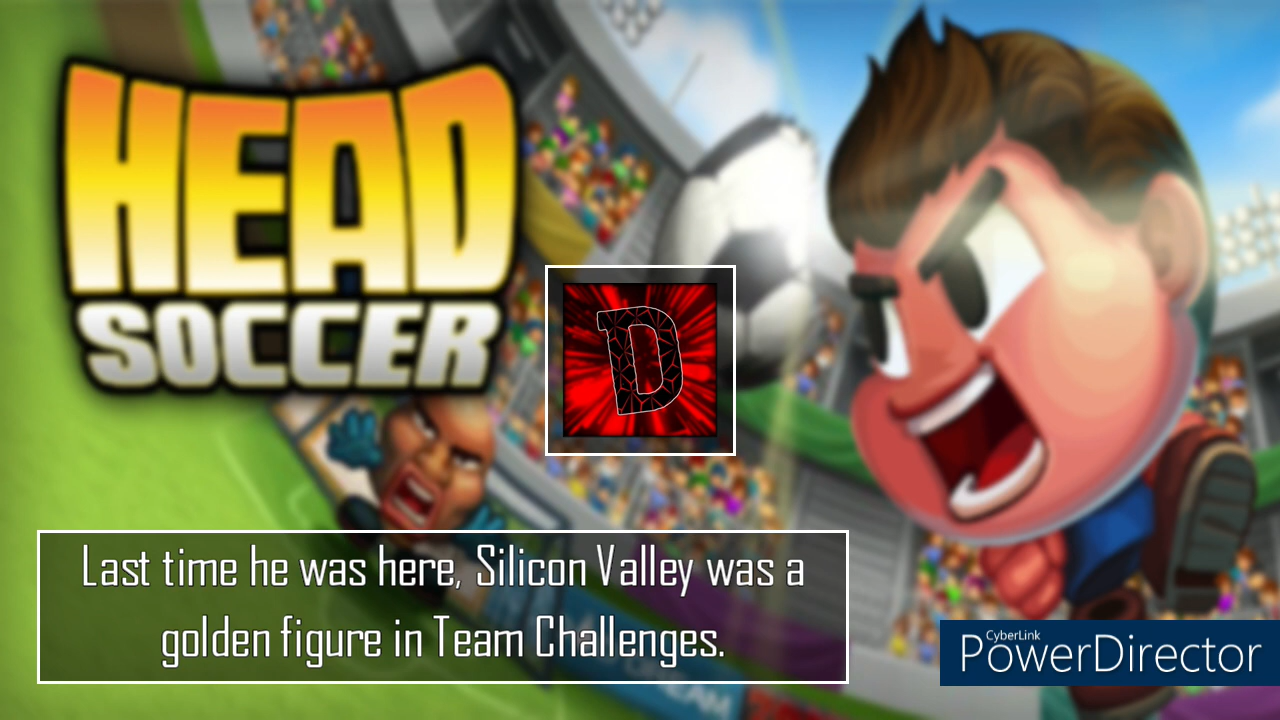 HEAD
SOCCER
D
Last time he was here, Silicon Valley was a
golden figure in Team Challenges.
CyberLink
PowerDirector